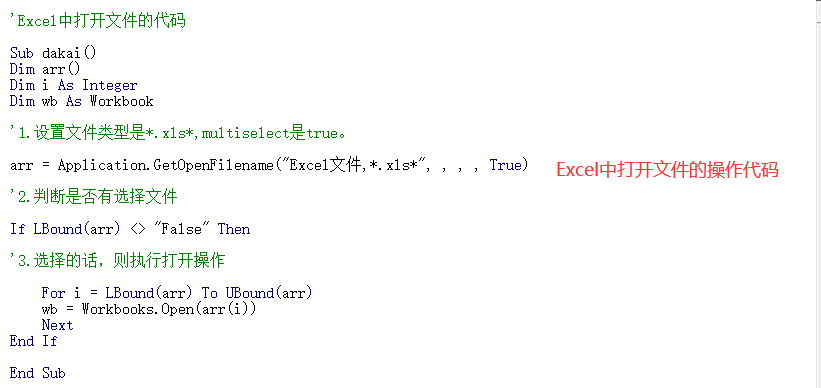 'Excel中打开文件的代码
Sub dakai()
Dim arr()
Dim i As Integer
Dim wb As Workbook
'1.设置文件类型是*.xls*,multiselect是true。
arr = Application.GetOpenFilename("Excel文件,*.xls*", , , , True)
Excel中打开文件的操作代码
'2.判断是否有选择文件
If LBound(arr) <> "False" Then
'3.选择的话，则执行打开操作
For i = LBound(arr) To UBound(arr)
wb = Workbooks.Open(arr(i))
Next
End If
End Sub